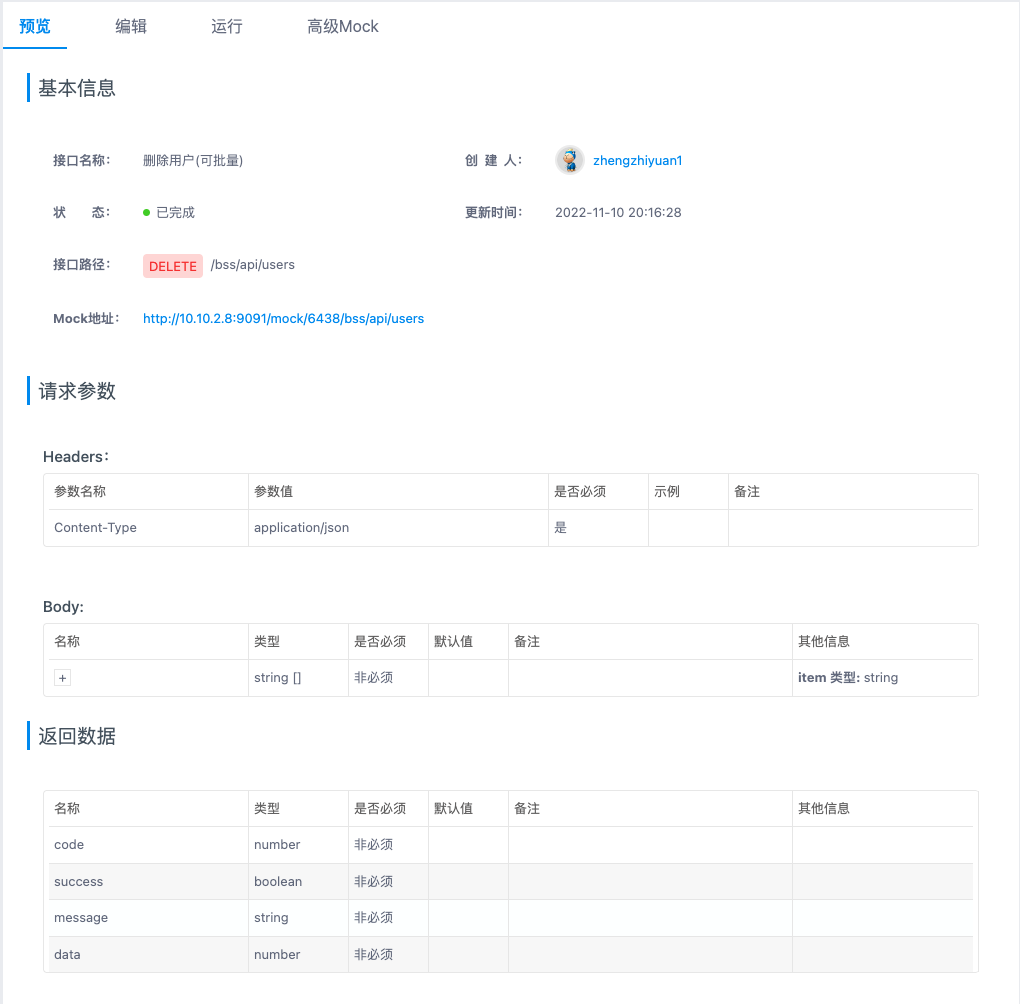 预览 编辑 运行 高级Mock
基本信息
接口名称： 删除用户(可批量) 创 建 人： zhengzhiyuan1
状 态： 已完成 更新时间： 2022-11-10 20:16:28
接口路径： DELETE /bss/api/users
Mock地址： http://10.10.2.8:9091/mock/6438/bss/api/users
请求参数
Headers：
参数名称 参数值 是否必须 示例 备注
Content-Type application/json 是
Body:
名称 类型 是否必须 默认值 备注 其他信息
+ string [] 非必须 item 类型: string
返回数据
名称 类型 是否必须 默认值 备注 其他信息
code number 非必须
success boolean 非必须
message string 非必须
data number 非必须